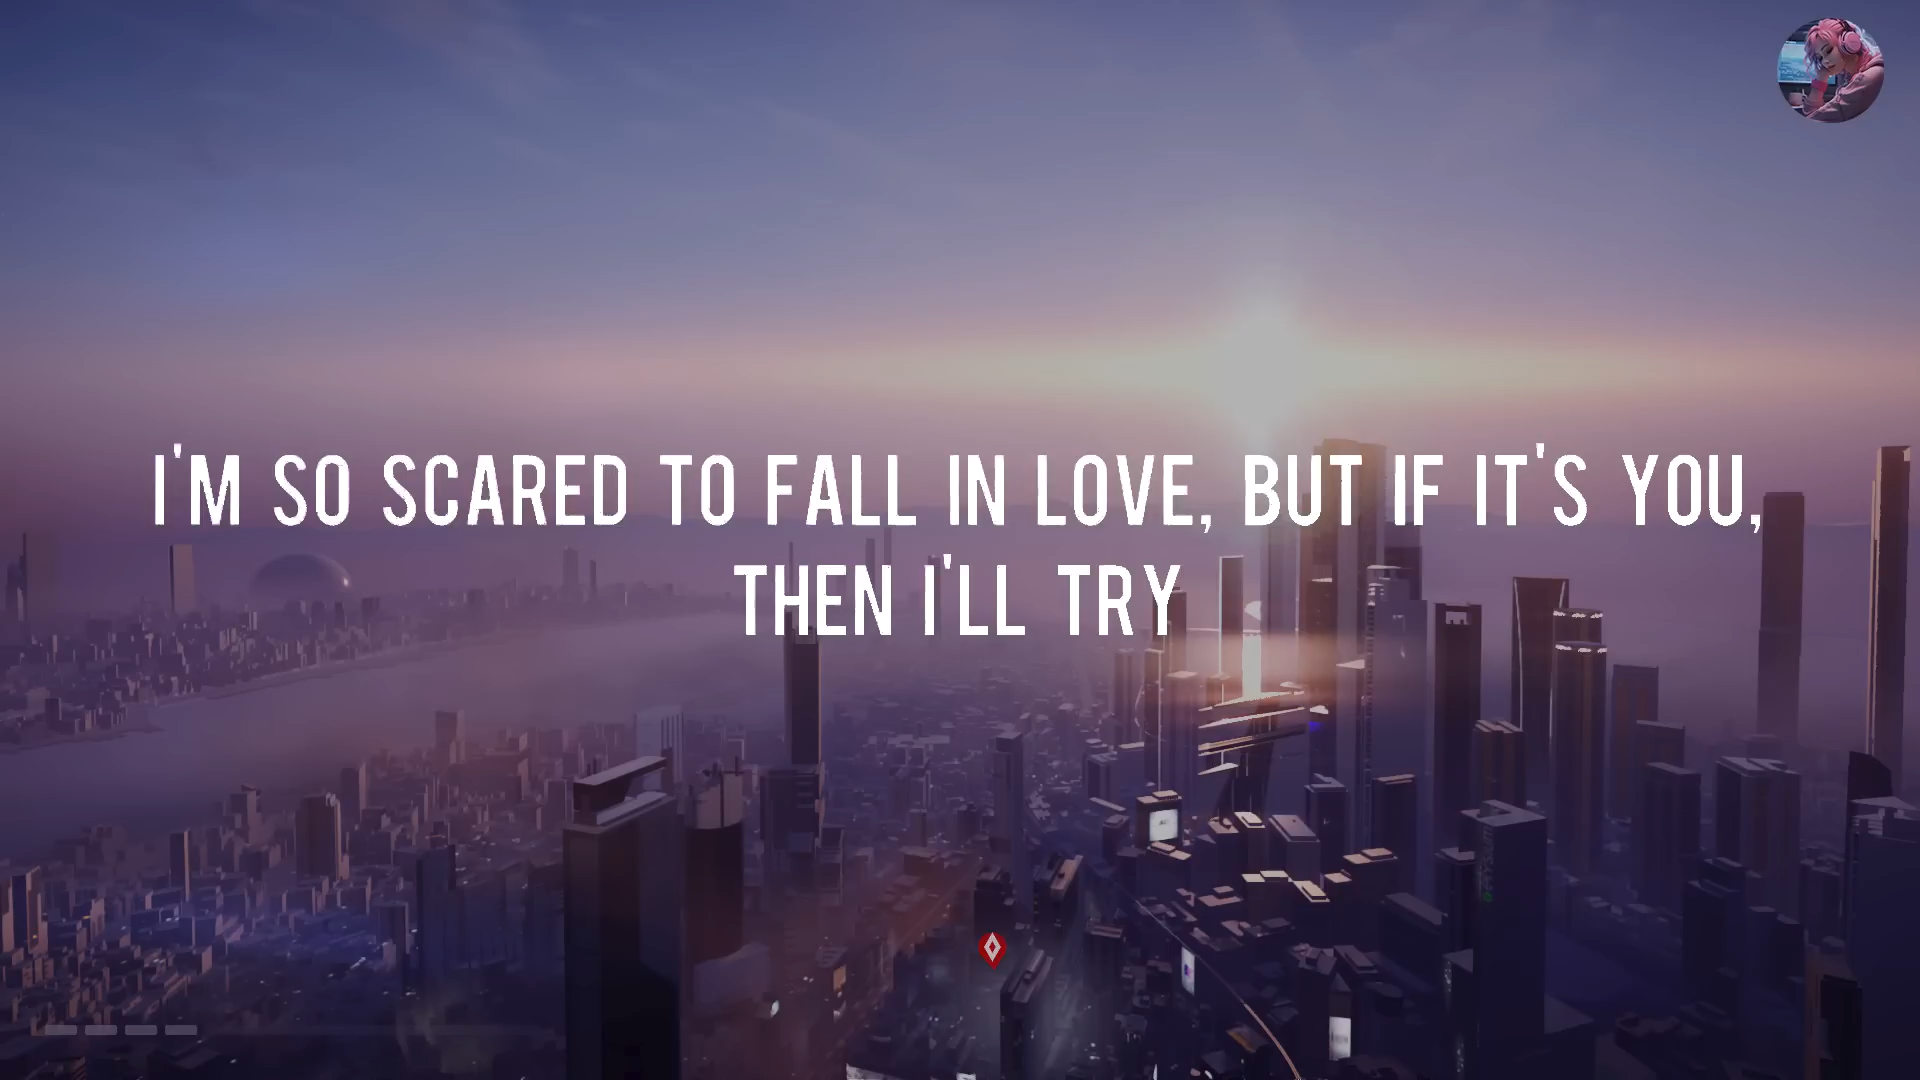 I'M SO SCARED TO FALL IN LOVE, BUT IF IT'S YOU,
THEN I'LL TRY